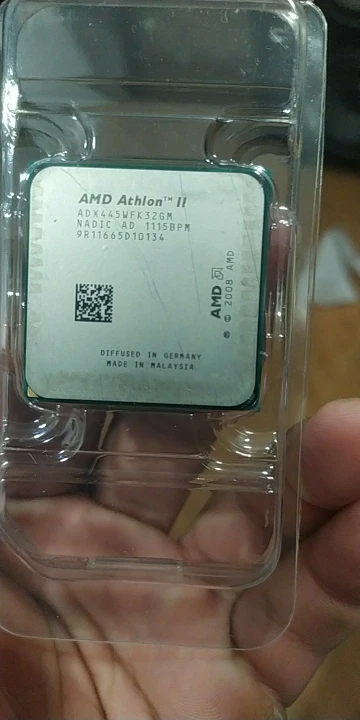 AMD Athlon™ II
ADX445WFK32GM
NADIC AD 1115BPM
9R11665D10134
AMD
® © 2008 AMD
DIFFUSED IN GERMANY
MADE IN MALAYSIA